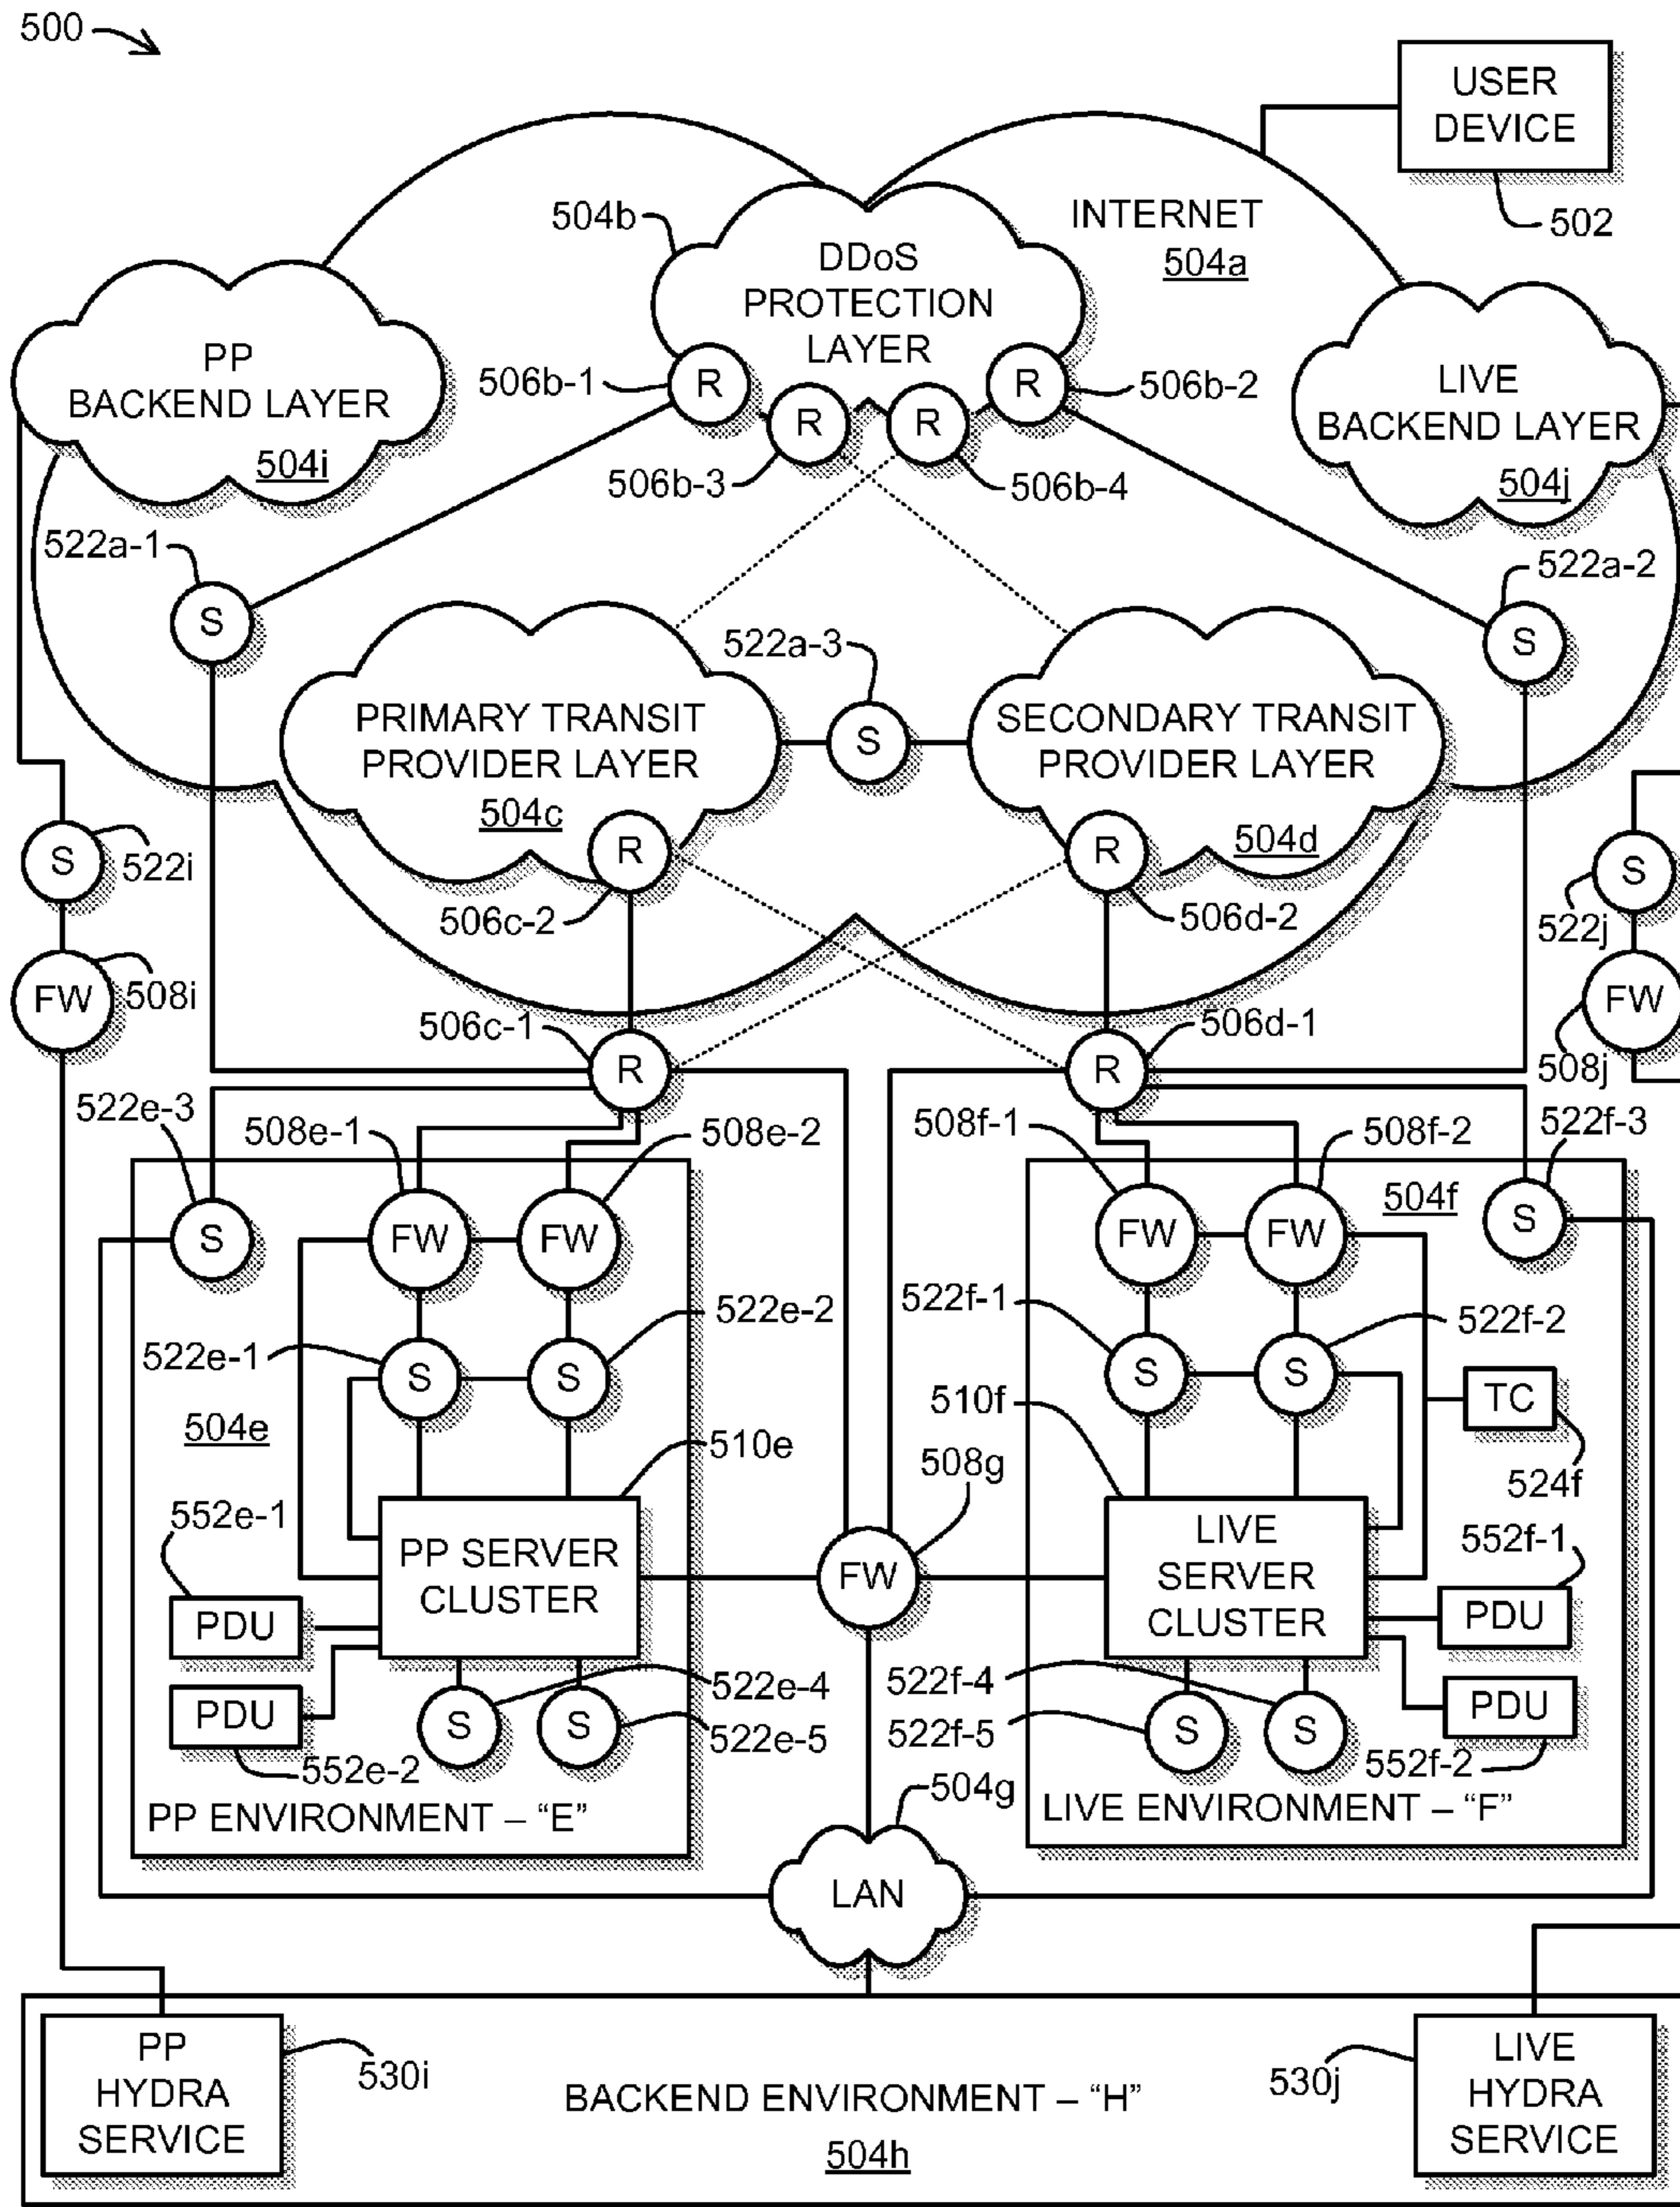 500
USER
DEVICE
502
INTERNET
504a
504b
DDoS
PROTECTION
LAYER
PP
BACKEND LAYER
504i
LIVE
BACKEND LAYER
504j
506b-1
R
R
506b-2
R
R
506b-3
506b-4
522a-1
S
522a-2
S
522a-3
S
PRIMARY TRANSIT
PROVIDER LAYER
504c
R
SECONDARY TRANSIT
PROVIDER LAYER
504d
R
S
522i
506c-2
506d-2
S
522j
FW
508i
FW
508j
506c-1
R
506d-1
R
522e-3
508e-1
508e-2
508f-1
508f-2
522f-3
504f
S
FW
FW
FW
FW
S
522e-1
S
S
522e-2
522f-1
S
S
522f-2
504e
510e
508g
510f
TC
524f
552e-1
PP SERVER
CLUSTER
FW
LIVE
SERVER
CLUSTER
552f-1
PDU
PDU
PDU
552e-2
S
S
522e-4
522e-5
522f-4
522f-5
S
S
PDU
552f-2
504g
PP ENVIRONMENT – “E”
LIVE ENVIRONMENT – “F”
LAN
PP
HYDRA
SERVICE
530i
BACKEND ENVIRONMENT – “H”
504h
530j
LIVE
HYDRA
SERVICE